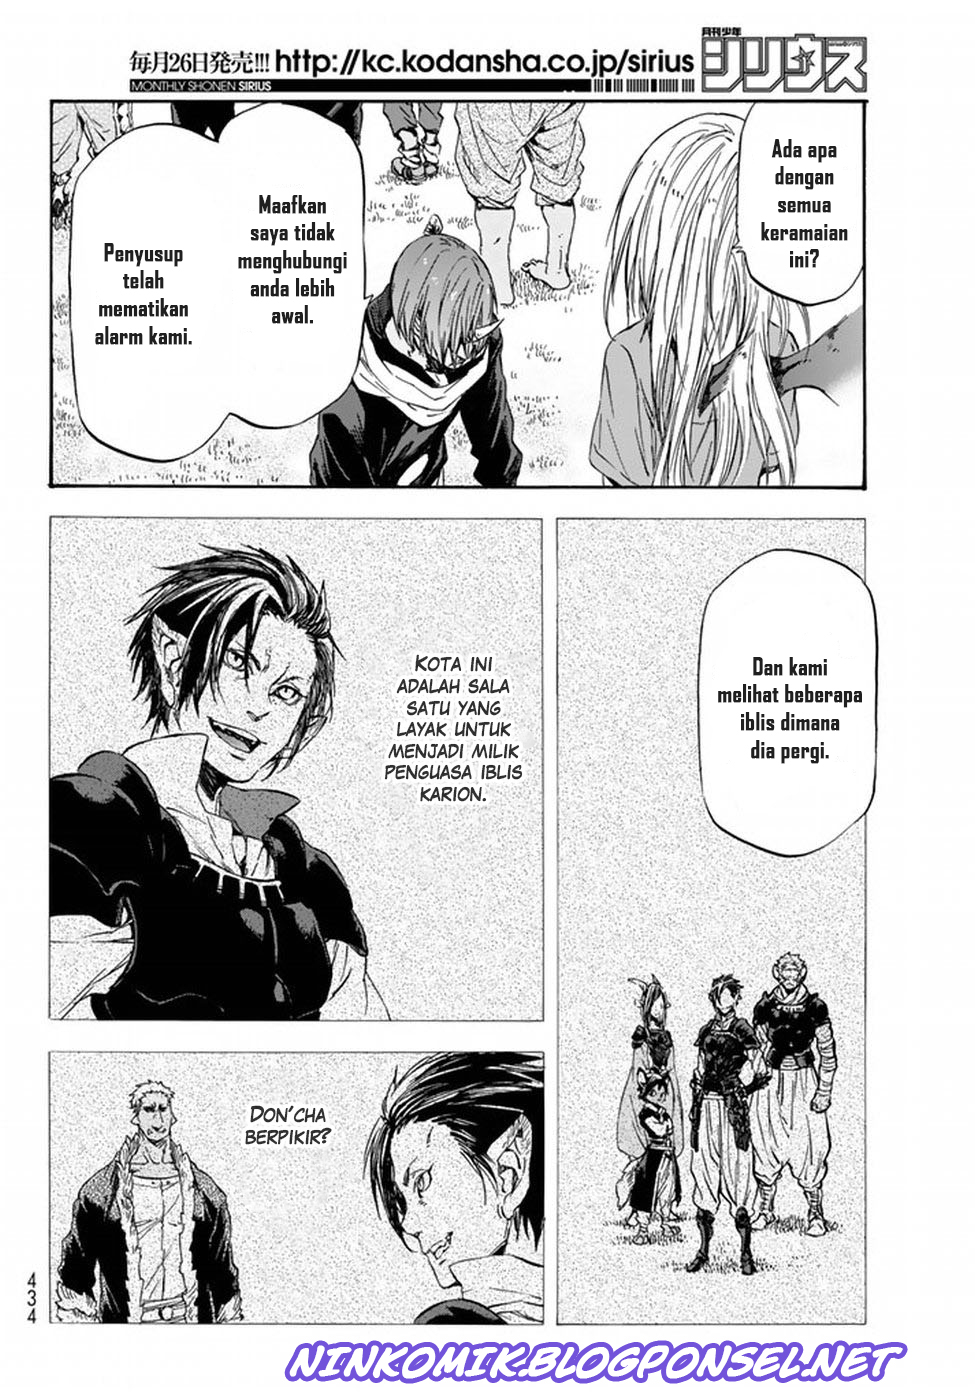 毎月26日発売!!! http://kc.kodansha.co.jp/sirius
月刊少年
シリウス
MONTHLY SHONEN SIRIUS
Ada apa
dengan
semua
keramaian
ini?
Maafkan
saya tidak
menghubungi
anda lebih
awal.
Penyusup
telah
mematikan
alarm kami.
Dan kami
melihat beberapa
iblis dimana
dia pergi.
KOTA INI
ADALAH SALA
SATU YANG
LAYAK UNTUK
MENJADI MILIK
PENGUASA IBLIS
KARION.
DON'CHA
BERPIKIR?
434
NINKOMIK.BLOGPONSEL.NET